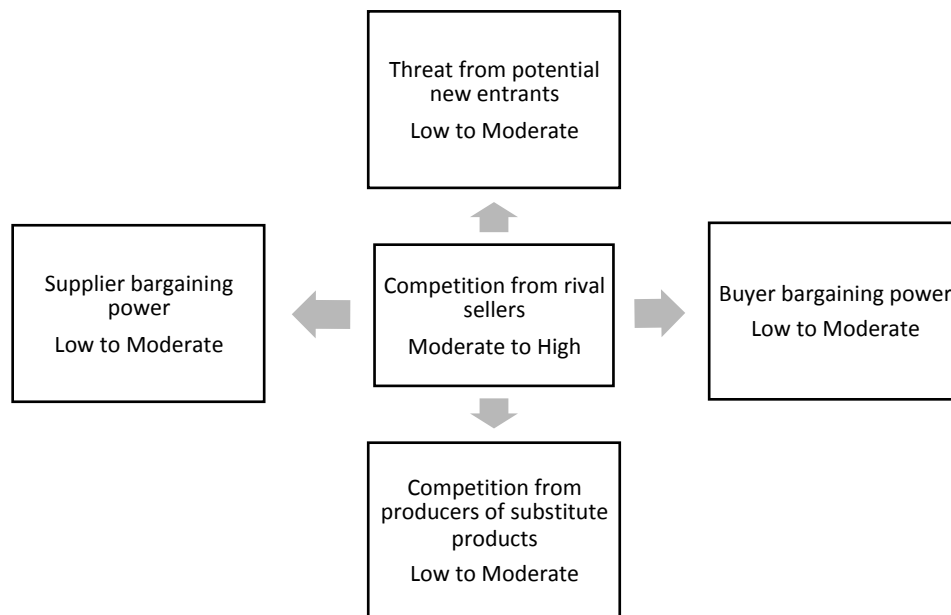 Threat from potential
new entrants
Low to Moderate
Supplier bargaining
power
Low to Moderate
Competition from rival
sellers
Moderate to High
Buyer bargaining power
Low to Moderate
Competition from
producers of substitute
products
Low to Moderate